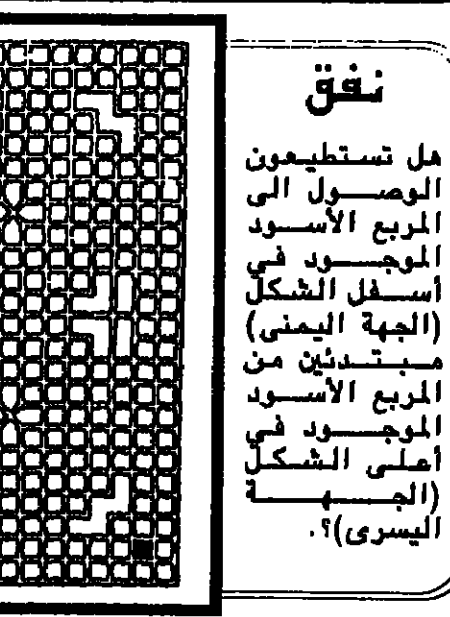 نفق
هل تستطيعون
الوصول الى
المربع الأسود
الموجود في
أسفل الشكل
(الجهة اليمنى)
مبتدئين من
المربع الأسود
الموجود في
أعلى الشكل
(الجهة
اليسرى)؟.